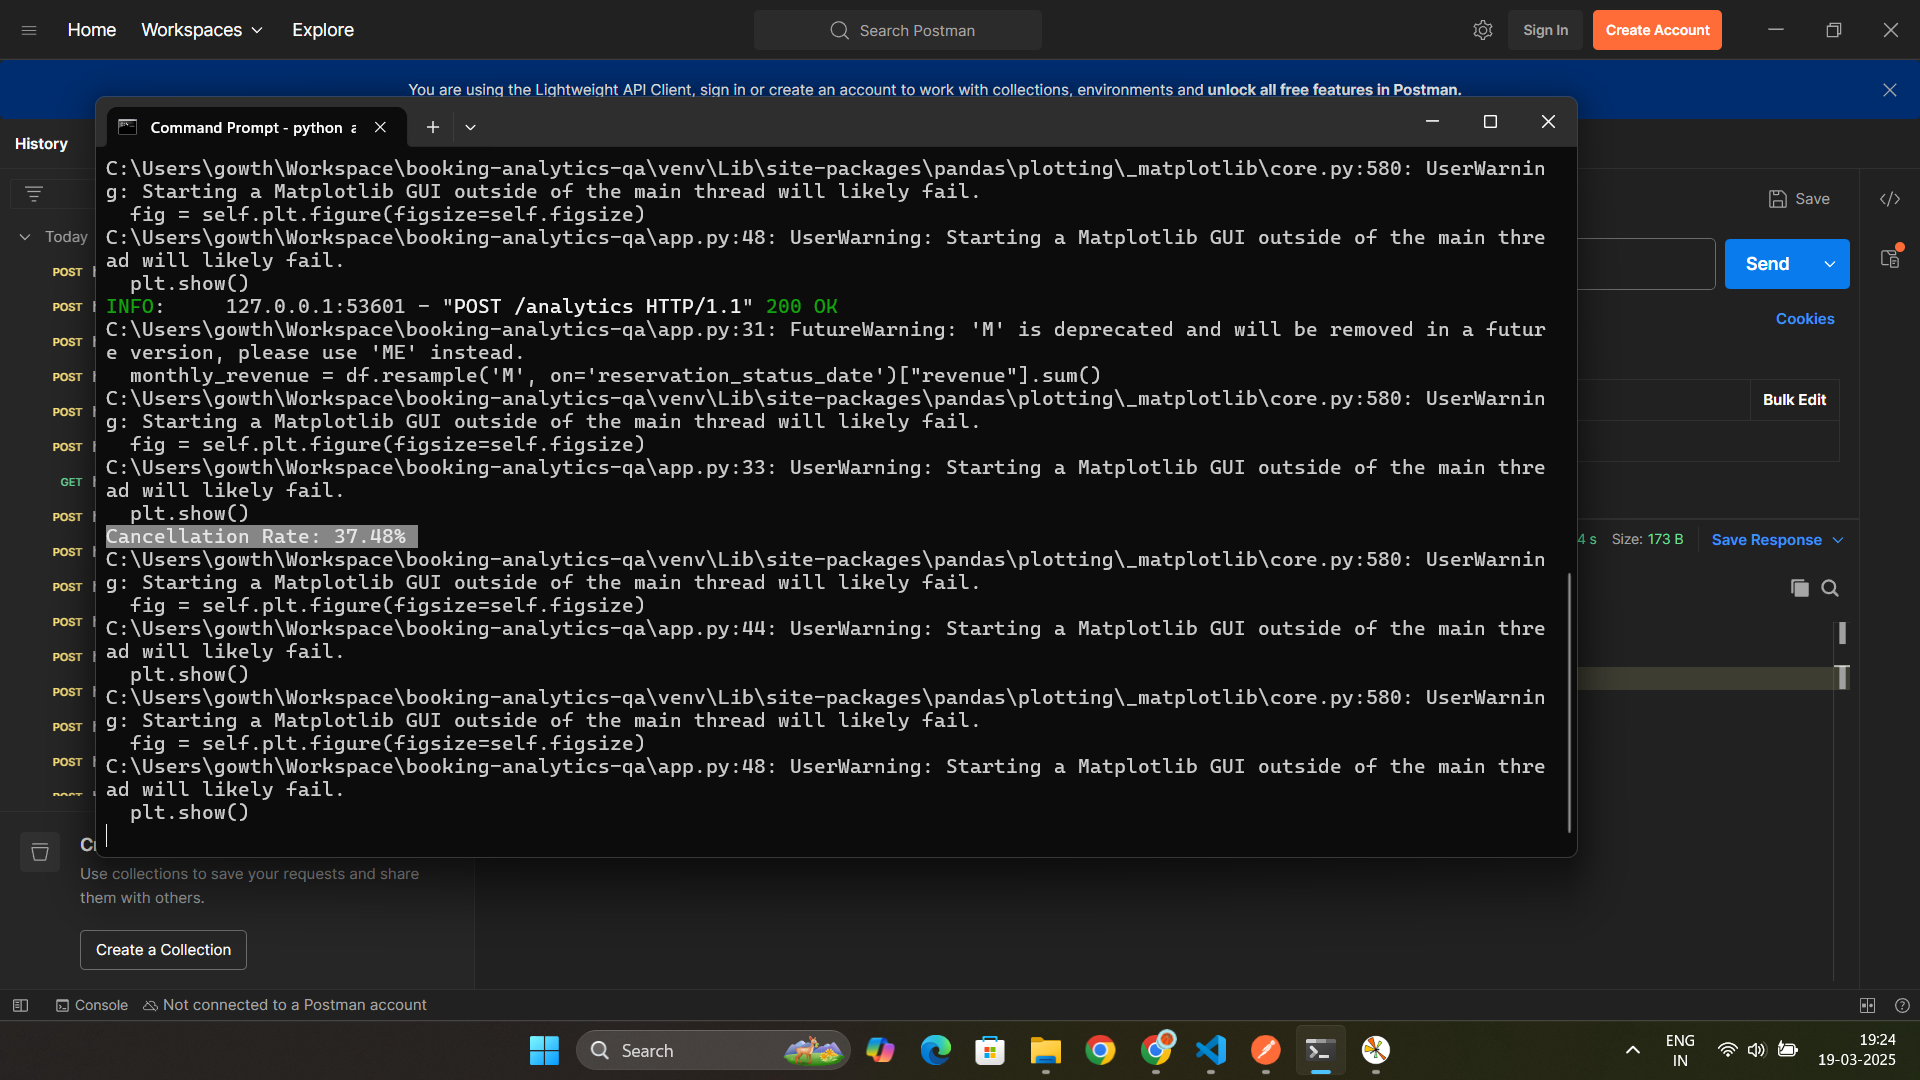 Home
Workspaces
Explore
Search Postman
Sign In
Create Account
You are using the Lightweight API Client, sign in or create an account to work with collections, environments and unlock all free features in Postman.
Command Prompt - python a
History
C:\Users\gowth\Workspace\booking-analytics-qa\venv\Lib\site-packages\pandas\plotting\_matplotlib\core.py:580: UserWarnin
g: Starting a Matplotlib GUI outside of the main thread will likely fail.
fig = self.plt.figure(figsize=self.figsize)
C:\Users\gowth\Workspace\booking-analytics-qa\app.py:48: UserWarning: Starting a Matplotlib GUI outside of the main thre
ad will likely fail.
plt.show()
INFO:     127.0.0.1:53601 - "POST /analytics HTTP/1.1" 200 OK
C:\Users\gowth\Workspace\booking-analytics-qa\app.py:31: FutureWarning: 'M' is deprecated and will be removed in a futur
e version, please use 'ME' instead.
monthly_revenue = df.resample('M', on='reservation_status_date')["revenue"].sum()
C:\Users\gowth\Workspace\booking-analytics-qa\venv\Lib\site-packages\pandas\plotting\_matplotlib\core.py:580: UserWarnin
g: Starting a Matplotlib GUI outside of the main thread will likely fail.
fig = self.plt.figure(figsize=self.figsize)
C:\Users\gowth\Workspace\booking-analytics-qa\app.py:33: UserWarning: Starting a Matplotlib GUI outside of the main thre
ad will likely fail.
plt.show()
Cancellation Rate: 37.48%
C:\Users\gowth\Workspace\booking-analytics-qa\venv\Lib\site-packages\pandas\plotting\_matplotlib\core.py:580: UserWarnin
g: Starting a Matplotlib GUI outside of the main thread will likely fail.
fig = self.plt.figure(figsize=self.figsize)
C:\Users\gowth\Workspace\booking-analytics-qa\app.py:44: UserWarning: Starting a Matplotlib GUI outside of the main thre
ad will likely fail.
plt.show()
C:\Users\gowth\Workspace\booking-analytics-qa\venv\Lib\site-packages\pandas\plotting\_matplotlib\core.py:580: UserWarnin
g: Starting a Matplotlib GUI outside of the main thread will likely fail.
fig = self.plt.figure(figsize=self.figsize)
C:\Users\gowth\Workspace\booking-analytics-qa\app.py:48: UserWarning: Starting a Matplotlib GUI outside of the main thre
ad will likely fail.
plt.show()
Today
POST
POST
POST
POST
POST
POST
GET
POST
POST
POST
POST
POST
POST
POST
POST
Save
Send
Cookies
Bulk Edit
4 s
Size: 173 B
Save Response
Use collections to save your requests and share
them with others.
Create a Collection
Console
Not connected to a Postman account
Search
ENG
IN
19:24
19-03-2025